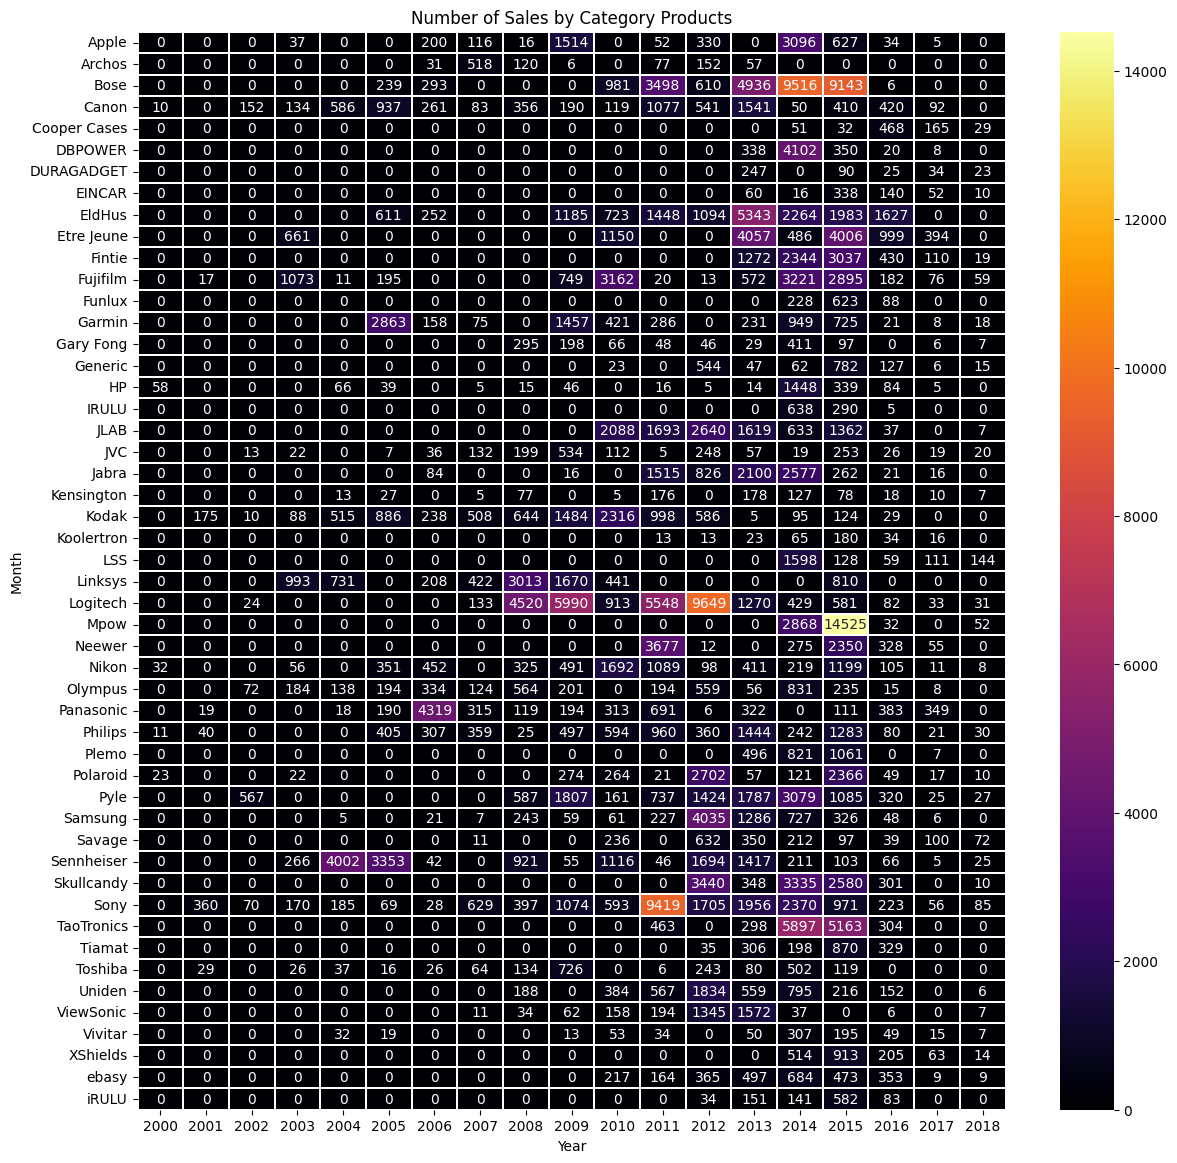 Number of Sales by Category Products
Apple 0 0 0 37 0 0 200 116 16 1514 0 52 330 0 3096 627 34 5 0
Archos 0 0 0 0 0 0 31 518 120 6 0 77 152 57 0 0 0 0 0
Bose 0 0 0 0 0 239 293 0 0 0 981 3498 610 4936 9516 9143 6 0 0
Canon 10 0 152 134 586 937 261 83 356 190 119 1077 541 1541 50 410 420 92 0
Cooper Cases 0 0 0 0 0 0 0 0 0 0 0 0 0 0 51 32 468 165 29
DBPOWER 0 0 0 0 0 0 0 0 0 0 0 0 0 338 4102 350 20 8 0
DURAGADGET 0 0 0 0 0 0 0 0 0 0 0 0 0 247 0 90 25 34 23
EINCAR 0 0 0 0 0 0 0 0 0 0 0 0 0 60 16 338 140 52 10
EldHus 0 0 0 0 0 611 252 0 0 1185 723 1448 1094 5343 2264 1983 1627 0 0
Etre Jeune 0 0 0 661 0 0 0 0 0 0 1150 0 0 4057 486 4006 999 394 0
Fintie 0 0 0 0 0 0 0 0 0 0 0 0 0 1272 2344 3037 430 110 19
Fujifilm 0 17 0 1073 11 195 0 0 0 749 3162 20 13 572 3221 2895 182 76 59
Funlux 0 0 0 0 0 0 0 0 0 0 0 0 0 0 228 623 88 0 0
Garmin 0 0 0 0 0 2863 158 75 0 1457 421 286 0 231 949 725 21 8 18
Gary Fong 0 0 0 0 0 0 0 0 295 198 66 48 46 29 411 97 0 6 7
Generic 0 0 0 0 0 0 0 0 0 0 23 0 544 47 62 782 127 6 15
HP 58 0 0 0 66 39 0 5 15 46 0 16 5 14 1448 339 84 5 0
IRULU 0 0 0 0 0 0 0 0 0 0 0 0 0 0 638 290 5 0 0
JLAB 0 0 0 0 0 0 0 0 0 0 2088 1693 2640 1619 633 1362 37 0 7
JVC 0 0 13 22 0 7 36 132 199 534 112 5 248 57 19 253 26 19 20
Jabra 0 0 0 0 0 0 84 0 0 16 0 1515 826 2100 2577 262 21 16 0
Kensington 0 0 0 0 13 27 0 5 77 0 5 176 0 178 127 78 18 10 7
Kodak 0 175 10 88 515 886 238 508 644 1484 2316 998 586 5 95 124 29 0 0
Koolertron 0 0 0 0 0 0 0 0 0 0 0 13 13 23 65 180 34 16 0
LSS 0 0 0 0 0 0 0 0 0 0 0 0 0 0 1598 128 59 111 144
Linksys 0 0 0 993 731 0 208 422 3013 1670 441 0 0 0 0 810 0 0 0
Logitech 0 0 24 0 0 0 0 133 4520 5990 913 5548 9649 1270 429 581 82 33 31
Mpow 0 0 0 0 0 0 0 0 0 0 0 0 0 0 2868 14525 32 0 52
Neewer 0 0 0 0 0 0 0 0 0 0 0 3677 12 0 275 2350 328 55 0
Nikon 32 0 0 56 0 351 452 0 325 491 1692 1089 98 411 219 1199 105 11 8
Olympus 0 0 72 184 138 194 334 124 564 201 0 194 559 56 831 235 15 8 0
Panasonic 0 19 0 0 18 190 4319 315 119 194 313 691 6 322 0 111 383 349 0
Philips 11 40 0 0 0 405 307 359 25 497 594 960 360 1444 242 1283 80 21 30
Plemo 0 0 0 0 0 0 0 0 0 0 0 0 0 496 821 1061 0 7 0
Polaroid 23 0 0 22 0 0 0 0 0 274 264 21 2702 57 121 2366 49 17 10
Pyle 0 0 567 0 0 0 0 0 587 1807 161 737 1424 1787 3079 1085 320 25 27
Samsung 0 0 0 0 5 0 21 7 243 59 61 227 4035 1286 727 326 48 6 0
Savage 0 0 0 0 0 0 0 11 0 0 236 0 632 350 212 97 39 100 72
Sennheiser 0 0 0 266 4002 3353 42 0 921 55 1116 46 1694 1417 211 103 66 5 25
Skullcandy 0 0 0 0 0 0 0 0 0 0 0 0 3440 348 3335 2580 301 0 10
Sony 0 360 70 170 185 69 28 629 397 1074 593 9419 1705 1956 2370 971 223 56 85
TaoTronics 0 0 0 0 0 0 0 0 0 0 0 463 0 298 5897 5163 304 0 0
Tiamat 0 0 0 0 0 0 0 0 0 0 0 0 35 306 198 870 329 0 0
Toshiba 0 29 0 26 37 16 26 64 134 726 0 6 243 80 502 119 0 0 0
Uniden 0 0 0 0 0 0 0 0 188 0 384 567 1834 559 795 216 152 0 6
ViewSonic 0 0 0 0 0 0 0 11 34 62 158 194 1345 1572 37 0 6 0 7
Vivitar 0 0 0 0 32 19 0 0 0 13 53 34 0 50 307 195 49 15 7
XShields 0 0 0 0 0 0 0 0 0 0 0 0 0 0 514 913 205 63 14
ebasy 0 0 0 0 0 0 0 0 0 0 217 164 365 497 684 473 353 9 9
iRULU 0 0 0 0 0 0 0 0 0 0 0 0 34 151 141 582 83 0 0
2000 2001 2002 2003 2004 2005 2006 2007 2008 2009 2010 2011 2012 2013 2014 2015 2016 2017 2018
Year
Month
14000
12000
10000
8000
6000
4000
2000
0